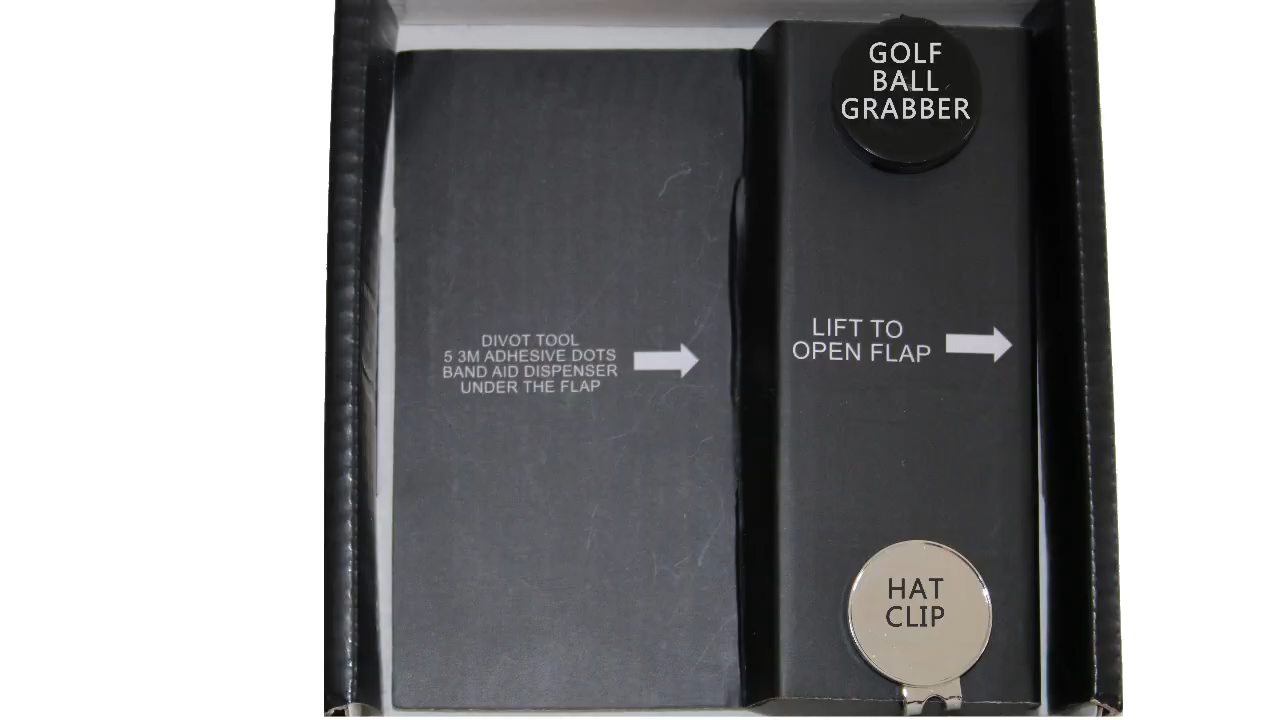 GOLF
BALL
GRABBER
DIVOT TOOL
5 3M ADHESIVE DOTS
BAND AID DISPENSER
UNDER THE FLAP
LIFT TO
OPEN FLAP
HAT
CLIP